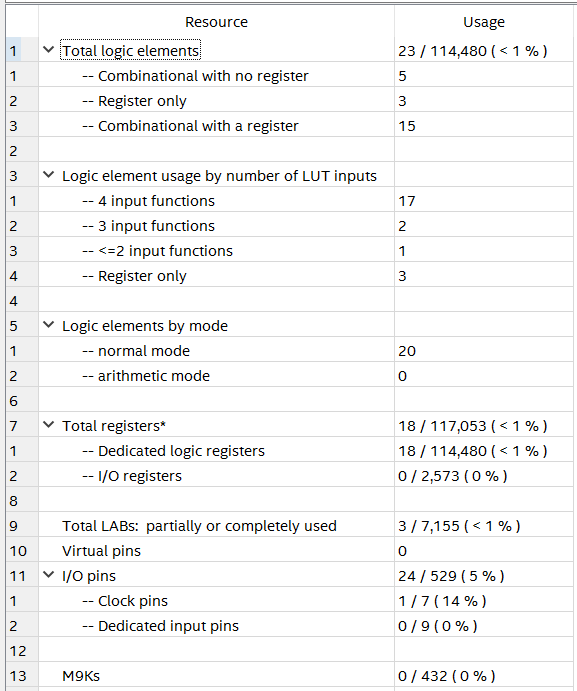 Resource Usage
1 Total logic elements 23 / 114,480 ( < 1 % )
1 -- Combinational with no register 5
2 -- Register only 3
3 -- Combinational with a register 15
2
3 Logic element usage by number of LUT inputs
1 -- 4 input functions 17
2 -- 3 input functions 2
3 -- <=2 input functions 1
4 -- Register only 3
4
5 Logic elements by mode
1 -- normal mode 20
2 -- arithmetic mode 0
6
7 Total registers* 18 / 117,053 ( < 1 % )
1 -- Dedicated logic registers 18 / 114,480 ( < 1 % )
2 -- I/O registers 0 / 2,573 ( 0 % )
8
9 Total LABs: partially or completely used 3 / 7,155 ( < 1 % )
10 Virtual pins 0
11 I/O pins 24 / 529 ( 5 % )
1 -- Clock pins 1 / 7 ( 14 % )
2 -- Dedicated input pins 0 / 9 ( 0 % )
12
13 M9Ks 0 / 432 ( 0 % )